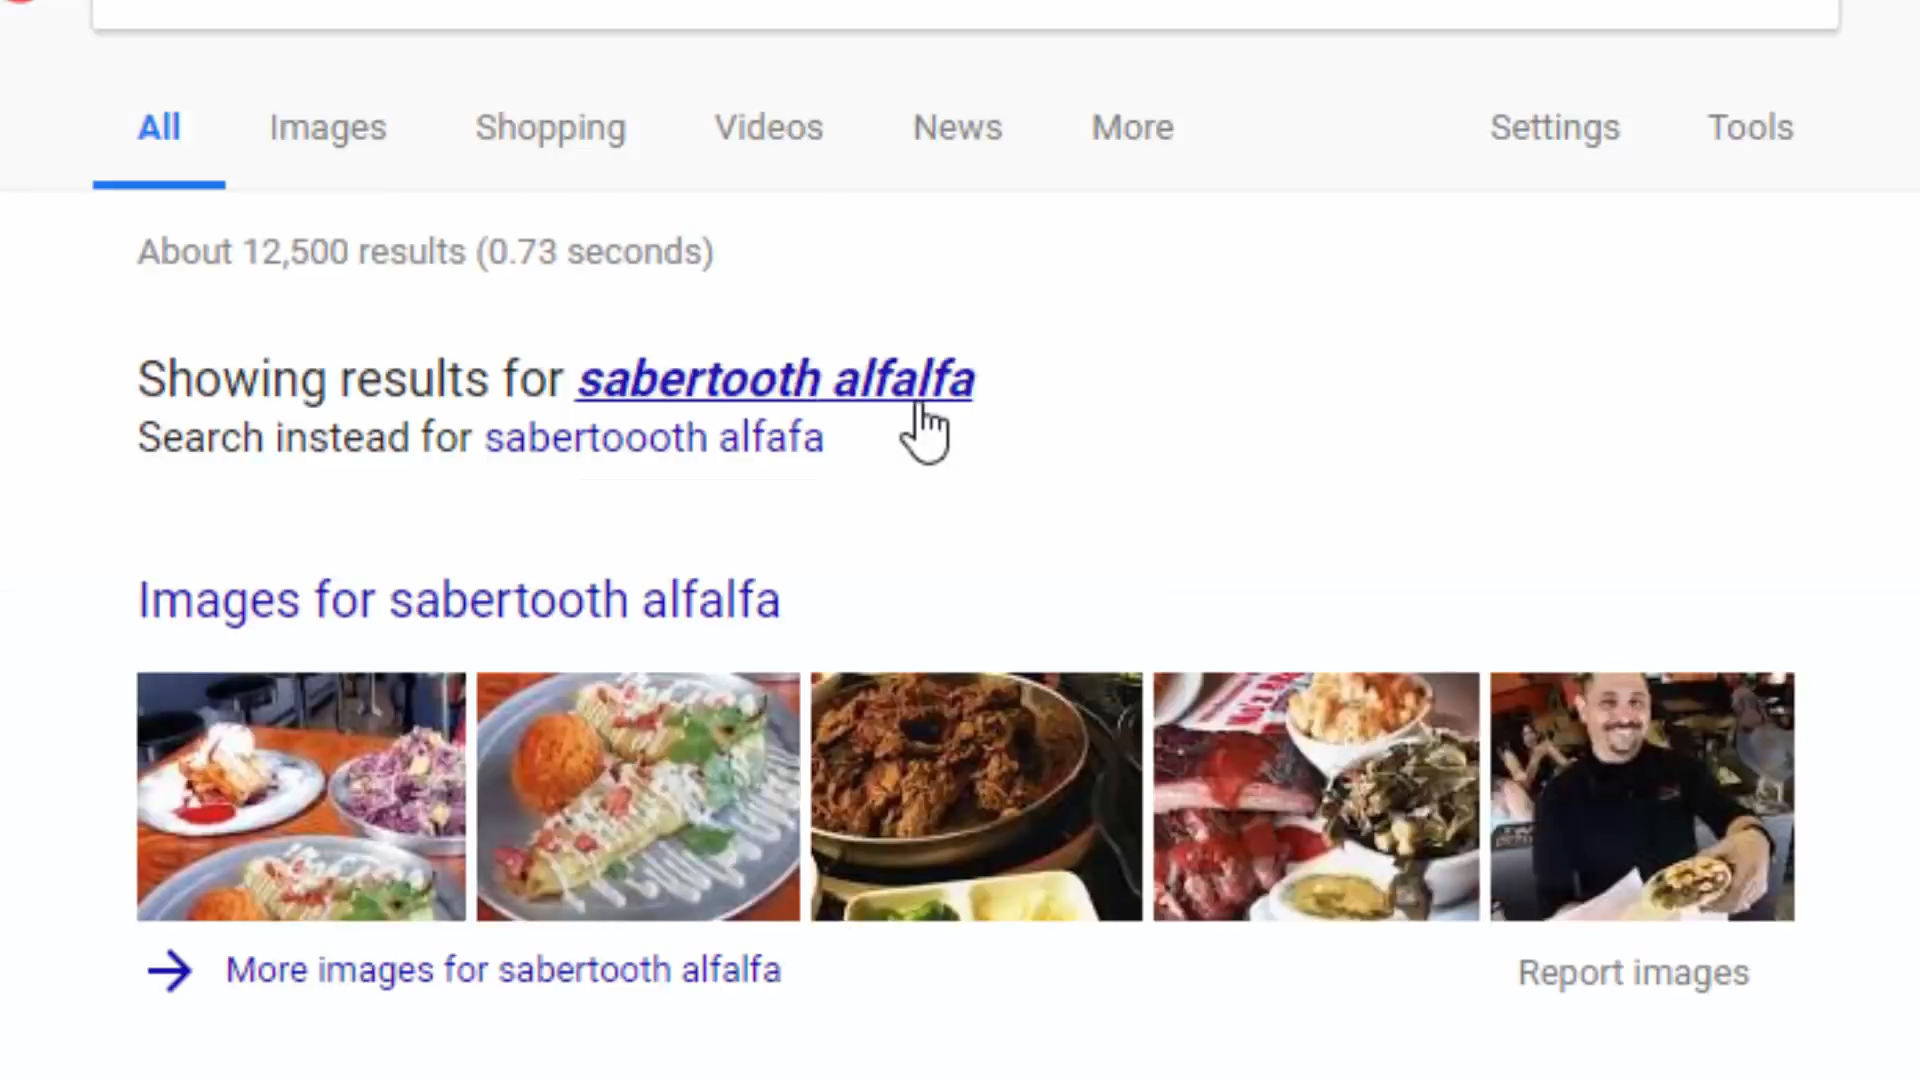 All Images Shopping Videos News More Settings Tools
About 12,500 results (0.73 seconds)
Showing results for sabertooth alfalfa
Search instead for sabertoooth alfafa
Images for sabertooth alfalfa
More images for sabertooth alfalfa Report images